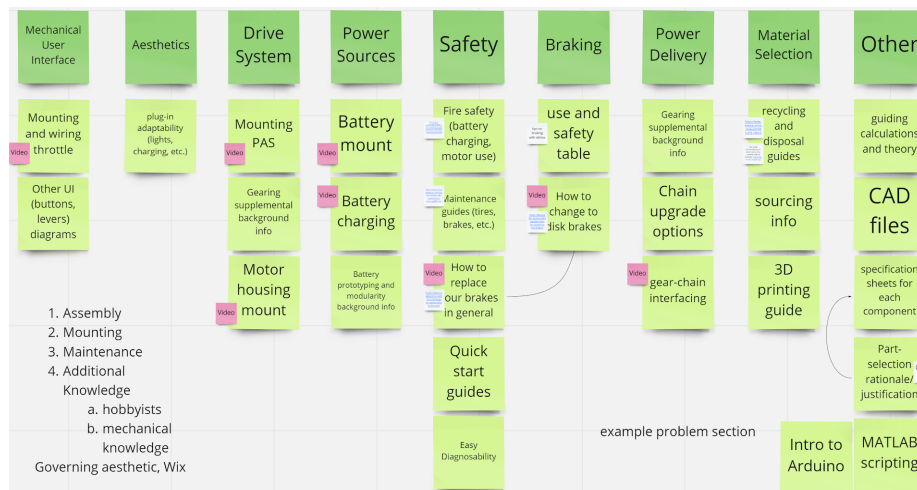 Mechanical
User
Interface
Aesthetics
Drive
System
Power
Sources
Safety
Braking
Power
Delivery
Material
Selection
Other
Mounting
and wiring
throttle
Video
plug-in
adaptability
(lights,
charging, etc.)
Mounting
PAS
Video
Battery
mount
Video
Fire safety
(battery
charging,
motor use)
use and
safety
table
Gearing
supplemental
background
info
recycling
and
disposal
guides
guiding
calculations
and theory
Other UI
(buttons,
levers)
diagrams
Gearing
supplemental
background
info
Battery
charging
Video
Maintenance
guides (tires,
brakes, etc.)
Video
How to
change to
disk brakes
Chain
upgrade
options
sourcing
info
CAD
files
Motor
housing
mount
Video
Battery
prototyping and
modularity
background info
Video
How to
replace
our brakes
in general
Video
gear-chain
interfacing
3D
printing
guide
specification
sheets for
each
component
1. Assembly
2. Mounting
3. Maintenance
4. Additional
Knowledge
a. hobbyists
b. mechanical
knowledge
Governing aesthetic, Wix
Quick
start
guides
Part-
selection
rationale/
justification
Easy
Diagnosability
example problem section
Intro to
Arduino
MATLAB
scripting